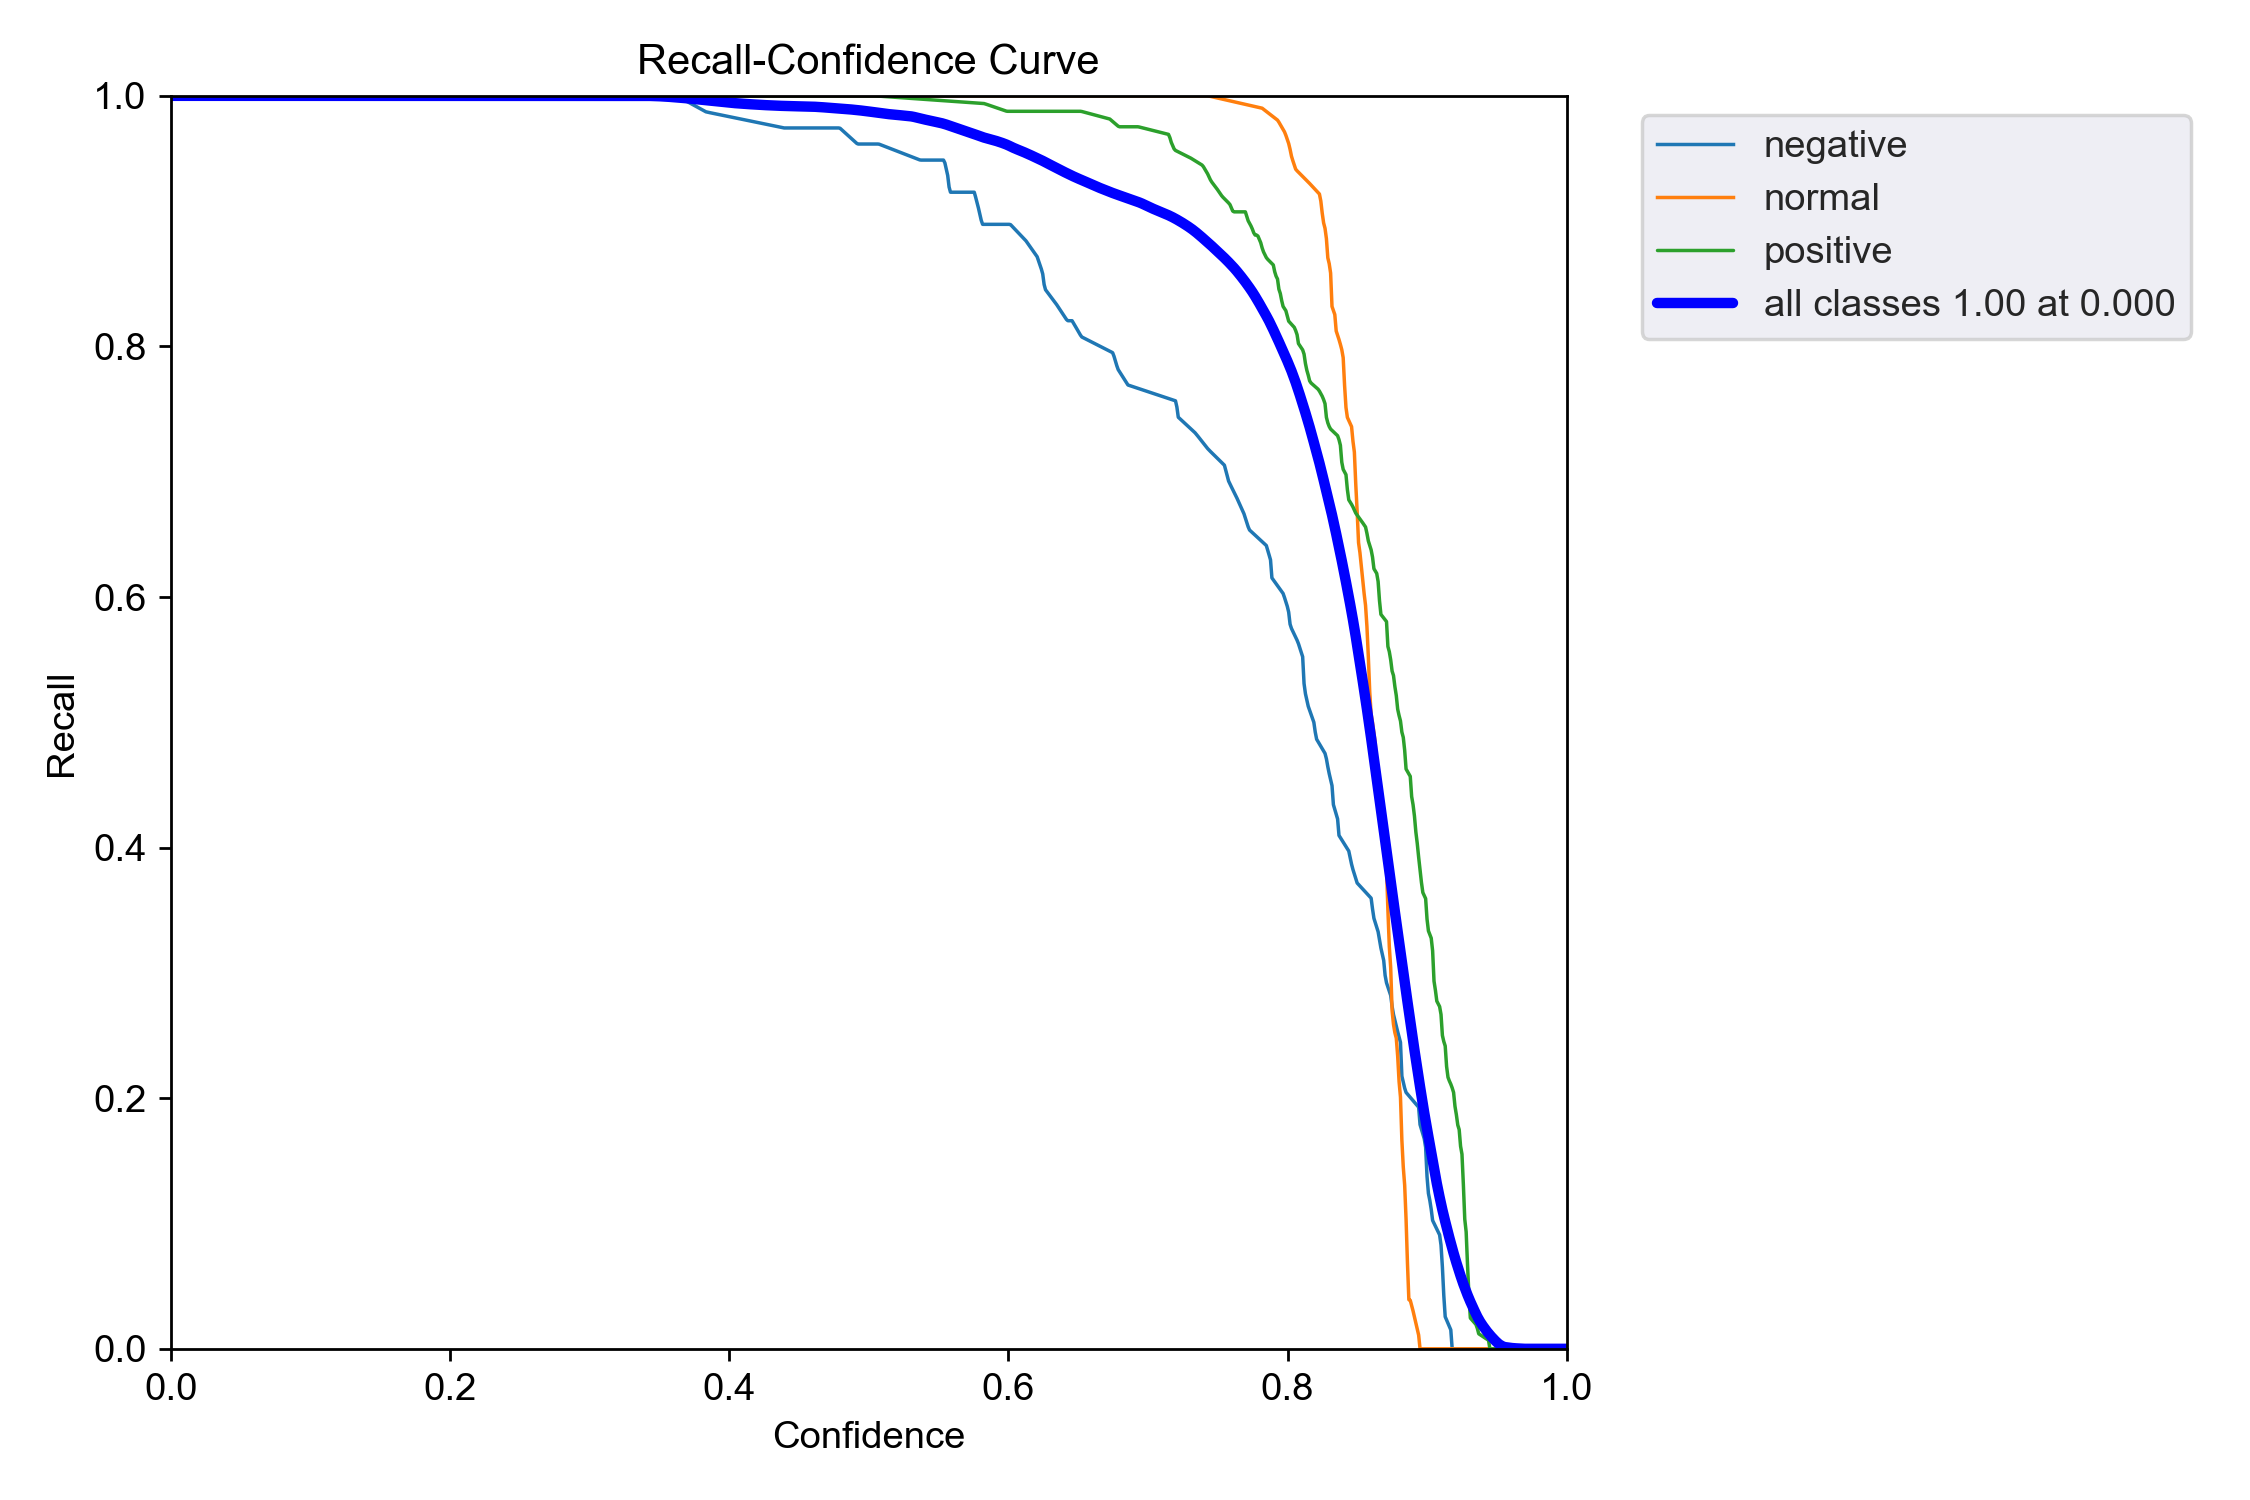 Recall-Confidence Curve
1.0
0.8
0.6
0.4
0.2
0.0
Recall
0.0 0.2 0.4 0.6 0.8 1.0
Confidence
negative
normal
positive
all classes 1.00 at 0.000